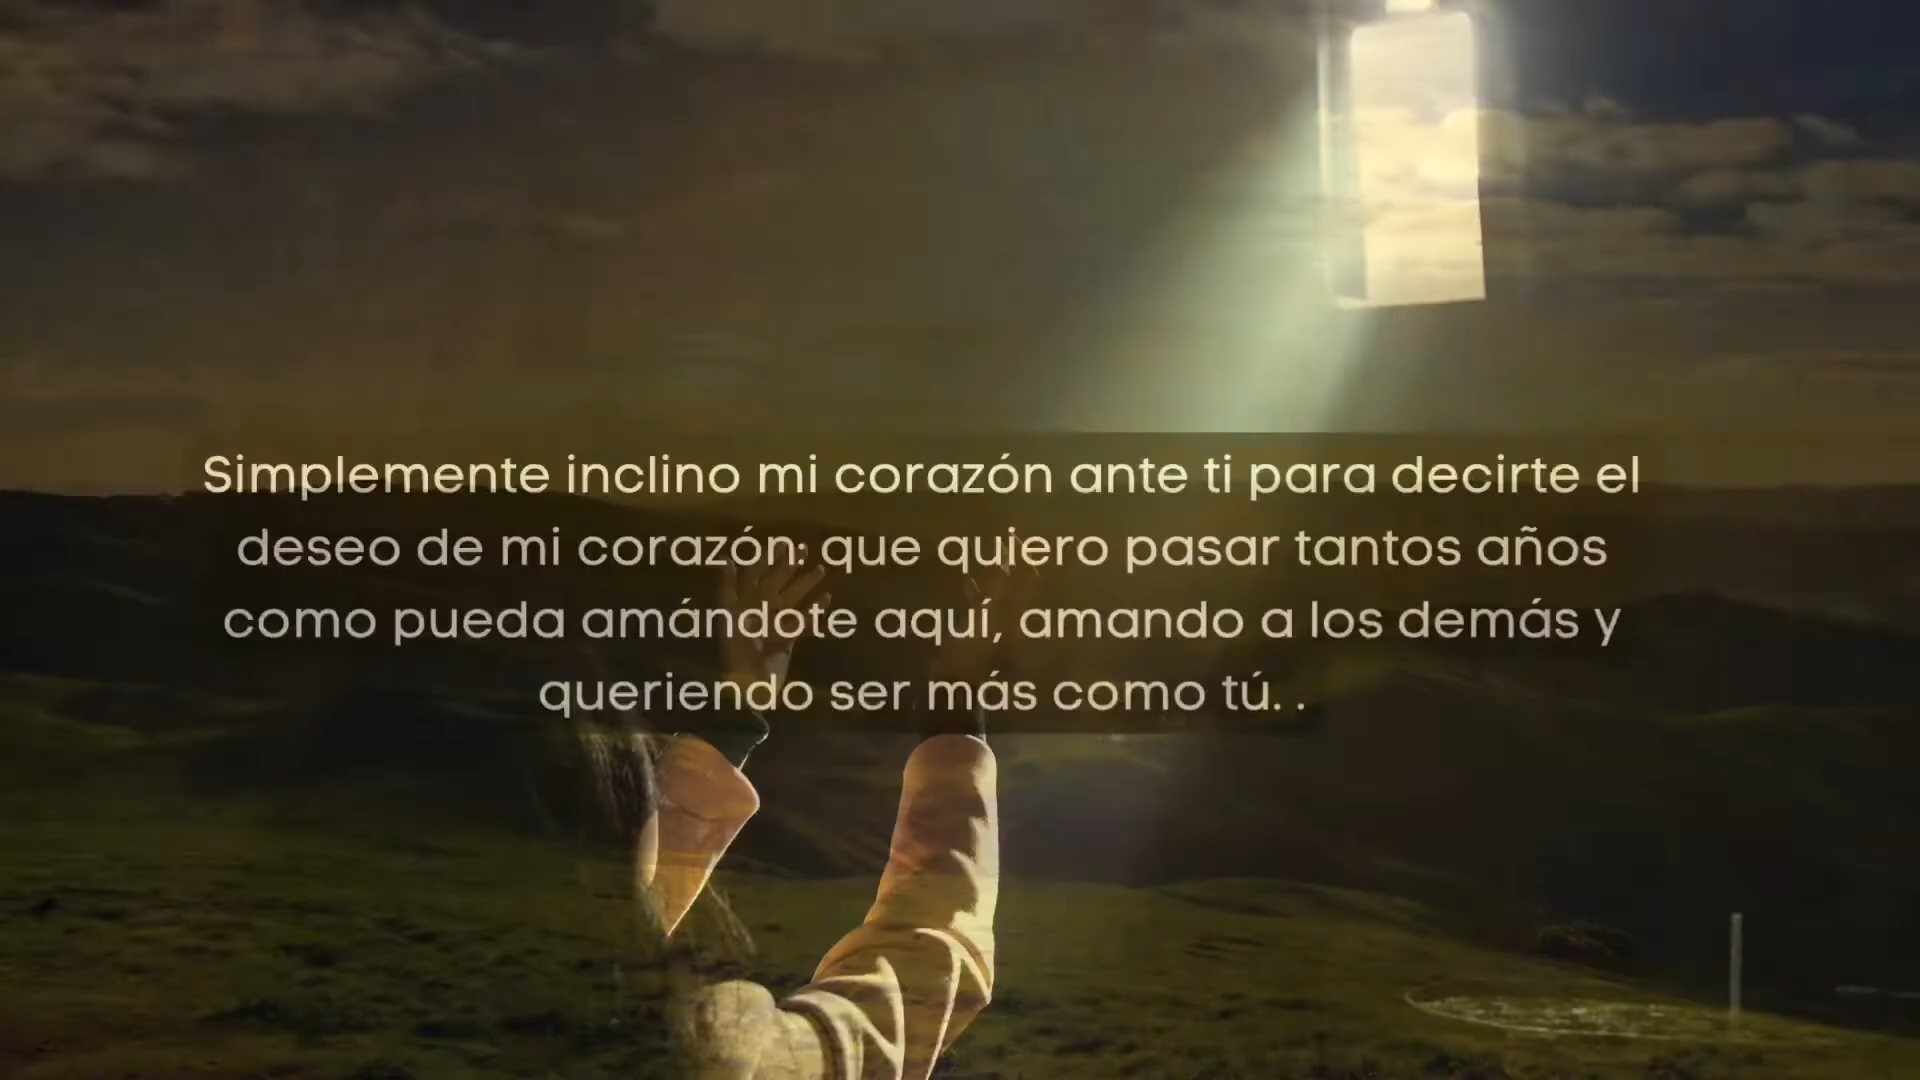 Simplemente inclino mi corazón ante ti para decirte el
deseo de mi corazón: que quiero pasar tantos años
como pueda amándote aquí, amando a los demás y
queriendo ser más como tú. .